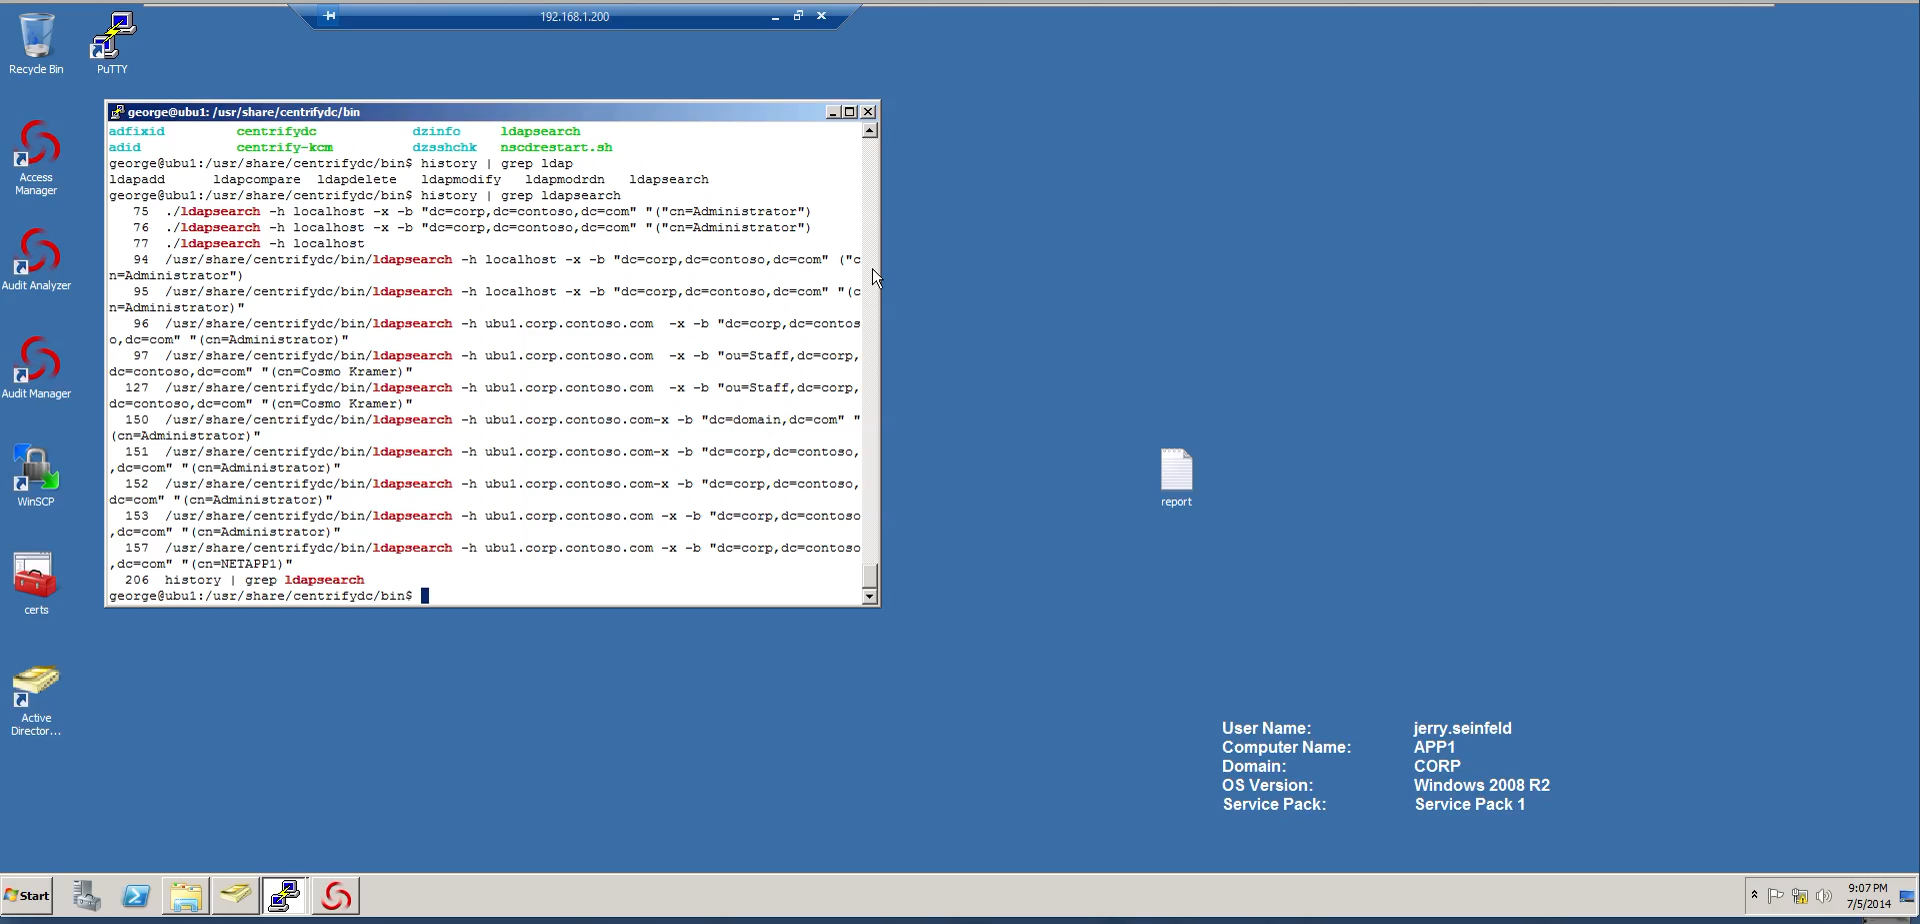 192.168.1.200
Recycle Bin
PuTTY
Access
Manager
Audit Analyzer
Audit Manager
WinSCP
certs
Active
Director...
george@ubu1: /usr/share/centrifydc/bin
adfixid centrifydc dzinfo ldapsearch
adid centrify-kcm dzsshchk nscdrestart.sh
george@ubu1:/usr/share/centrifydc/bin$ history | grep ldap
ldapadd ldapcompare ldapdelete ldapmodify ldapmodrdn ldapsearch
george@ubu1:/usr/share/centrifydc/bin$ history | grep ldapsearch
75 ./ldapsearch -h localhost -x -b "dc=corp,dc=contoso,dc=com" "("cn=Administrator")
76 ./ldapsearch -h localhost -x -b "dc=corp,dc=contoso,dc=com" "("cn=Administrator")
77 ./ldapsearch -h localhost
94 /usr/share/centrifydc/bin/ldapsearch -h localhost -x -b "dc=corp,dc=contoso,dc=com" ("c
n=Administrator")
95 /usr/share/centrifydc/bin/ldapsearch -h localhost -x -b "dc=corp,dc=contoso,dc=com" "(c
n=Administrator)"
96 /usr/share/centrifydc/bin/ldapsearch -h ubu1.corp.contoso.com -x -b "dc=corp,dc=contos
o,dc=com" "(cn=Administrator)"
97 /usr/share/centrifydc/bin/ldapsearch -h ubu1.corp.contoso.com -x -b "ou=Staff,dc=corp,
dc=contoso,dc=com" "(cn=Cosmo Kramer)"
127 /usr/share/centrifydc/bin/ldapsearch -h ubu1.corp.contoso.com -x -b "ou=Staff,dc=corp,
dc=contoso,dc=com" "(cn=Cosmo Kramer)"
150 /usr/share/centrifydc/bin/ldapsearch -h ubu1.corp.contoso.com-x -b "dc=domain,dc=com" "
(cn=Administrator)"
151 /usr/share/centrifydc/bin/ldapsearch -h ubu1.corp.contoso.com-x -b "dc=corp,dc=contoso,
,dc=com" "(cn=Administrator)"
152 /usr/share/centrifydc/bin/ldapsearch -h ubu1.corp.contoso.com-x -b "dc=corp,dc=contoso,
dc=com" "(cn=Administrator)"
153 /usr/share/centrifydc/bin/ldapsearch -h ubu1.corp.contoso.com -x -b "dc=corp,dc=contoso
,dc=com" "(cn=Administrator)"
157 /usr/share/centrifydc/bin/ldapsearch -h ubu1.corp.contoso.com -x -b "dc=corp,dc=contoso
,dc=com" "(cn=NETAPP1)"
206 history | grep ldapsearch
george@ubu1:/usr/share/centrifydc/bin$
report
User Name: jerry.seinfeld
Computer Name: APP1
Domain: CORP
OS Version: Windows 2008 R2
Service Pack: Service Pack 1
Start
9:07 PM
7/5/2014